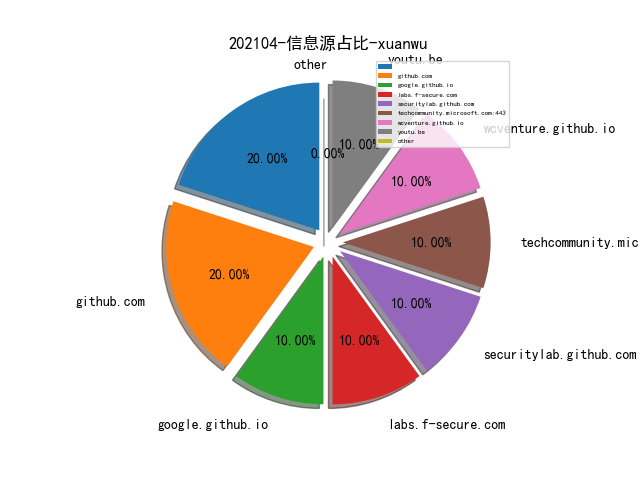 202104-信息源占比-xuanwu
other
youtu.be
github.com
google.github.io
labs.f-secure.com
securitylab.github.com
techcommunity.microsoft.com:443
wcventure.github.io
youtu.be
other
wcventure.github.io
20.00%
0.00%
10.00%
10.00%
techcommunity.mic
10.00%
20.00%
10.00%
github.com
10.00%
10.00%
securitylab.github.com
google.github.io
labs.f-secure.com